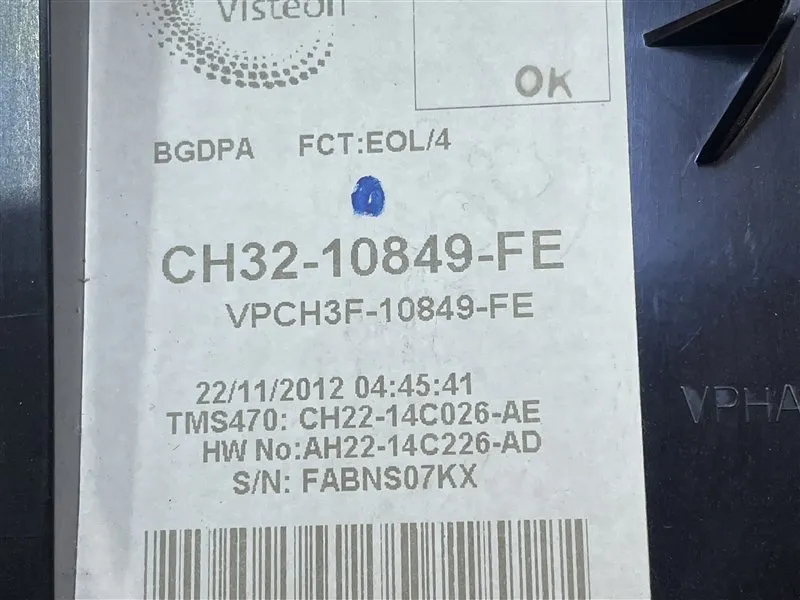 Visteon
OK
BGDPA FCT:EOL/4
CH32-10849-FE
VPCH3F-10849-FE
22/11/2012 04:45:41
TMS470: CH22-14C026-AE
HW No:AH22-14C226-AD
S/N: FABNS07KX
VPHA